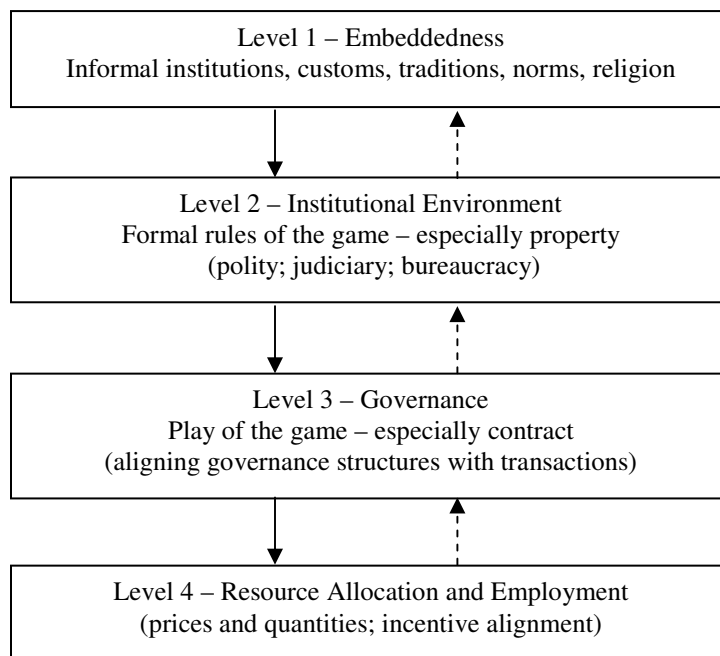 Level 1 – Embeddedness
Informal institutions, customs, traditions, norms, religion
Level 2 – Institutional Environment
Formal rules of the game – especially property
(polity; judiciary; bureaucracy)
Level 3 – Governance
Play of the game – especially contract
(aligning governance structures with transactions)
Level 4 – Resource Allocation and Employment
(prices and quantities; incentive alignment)